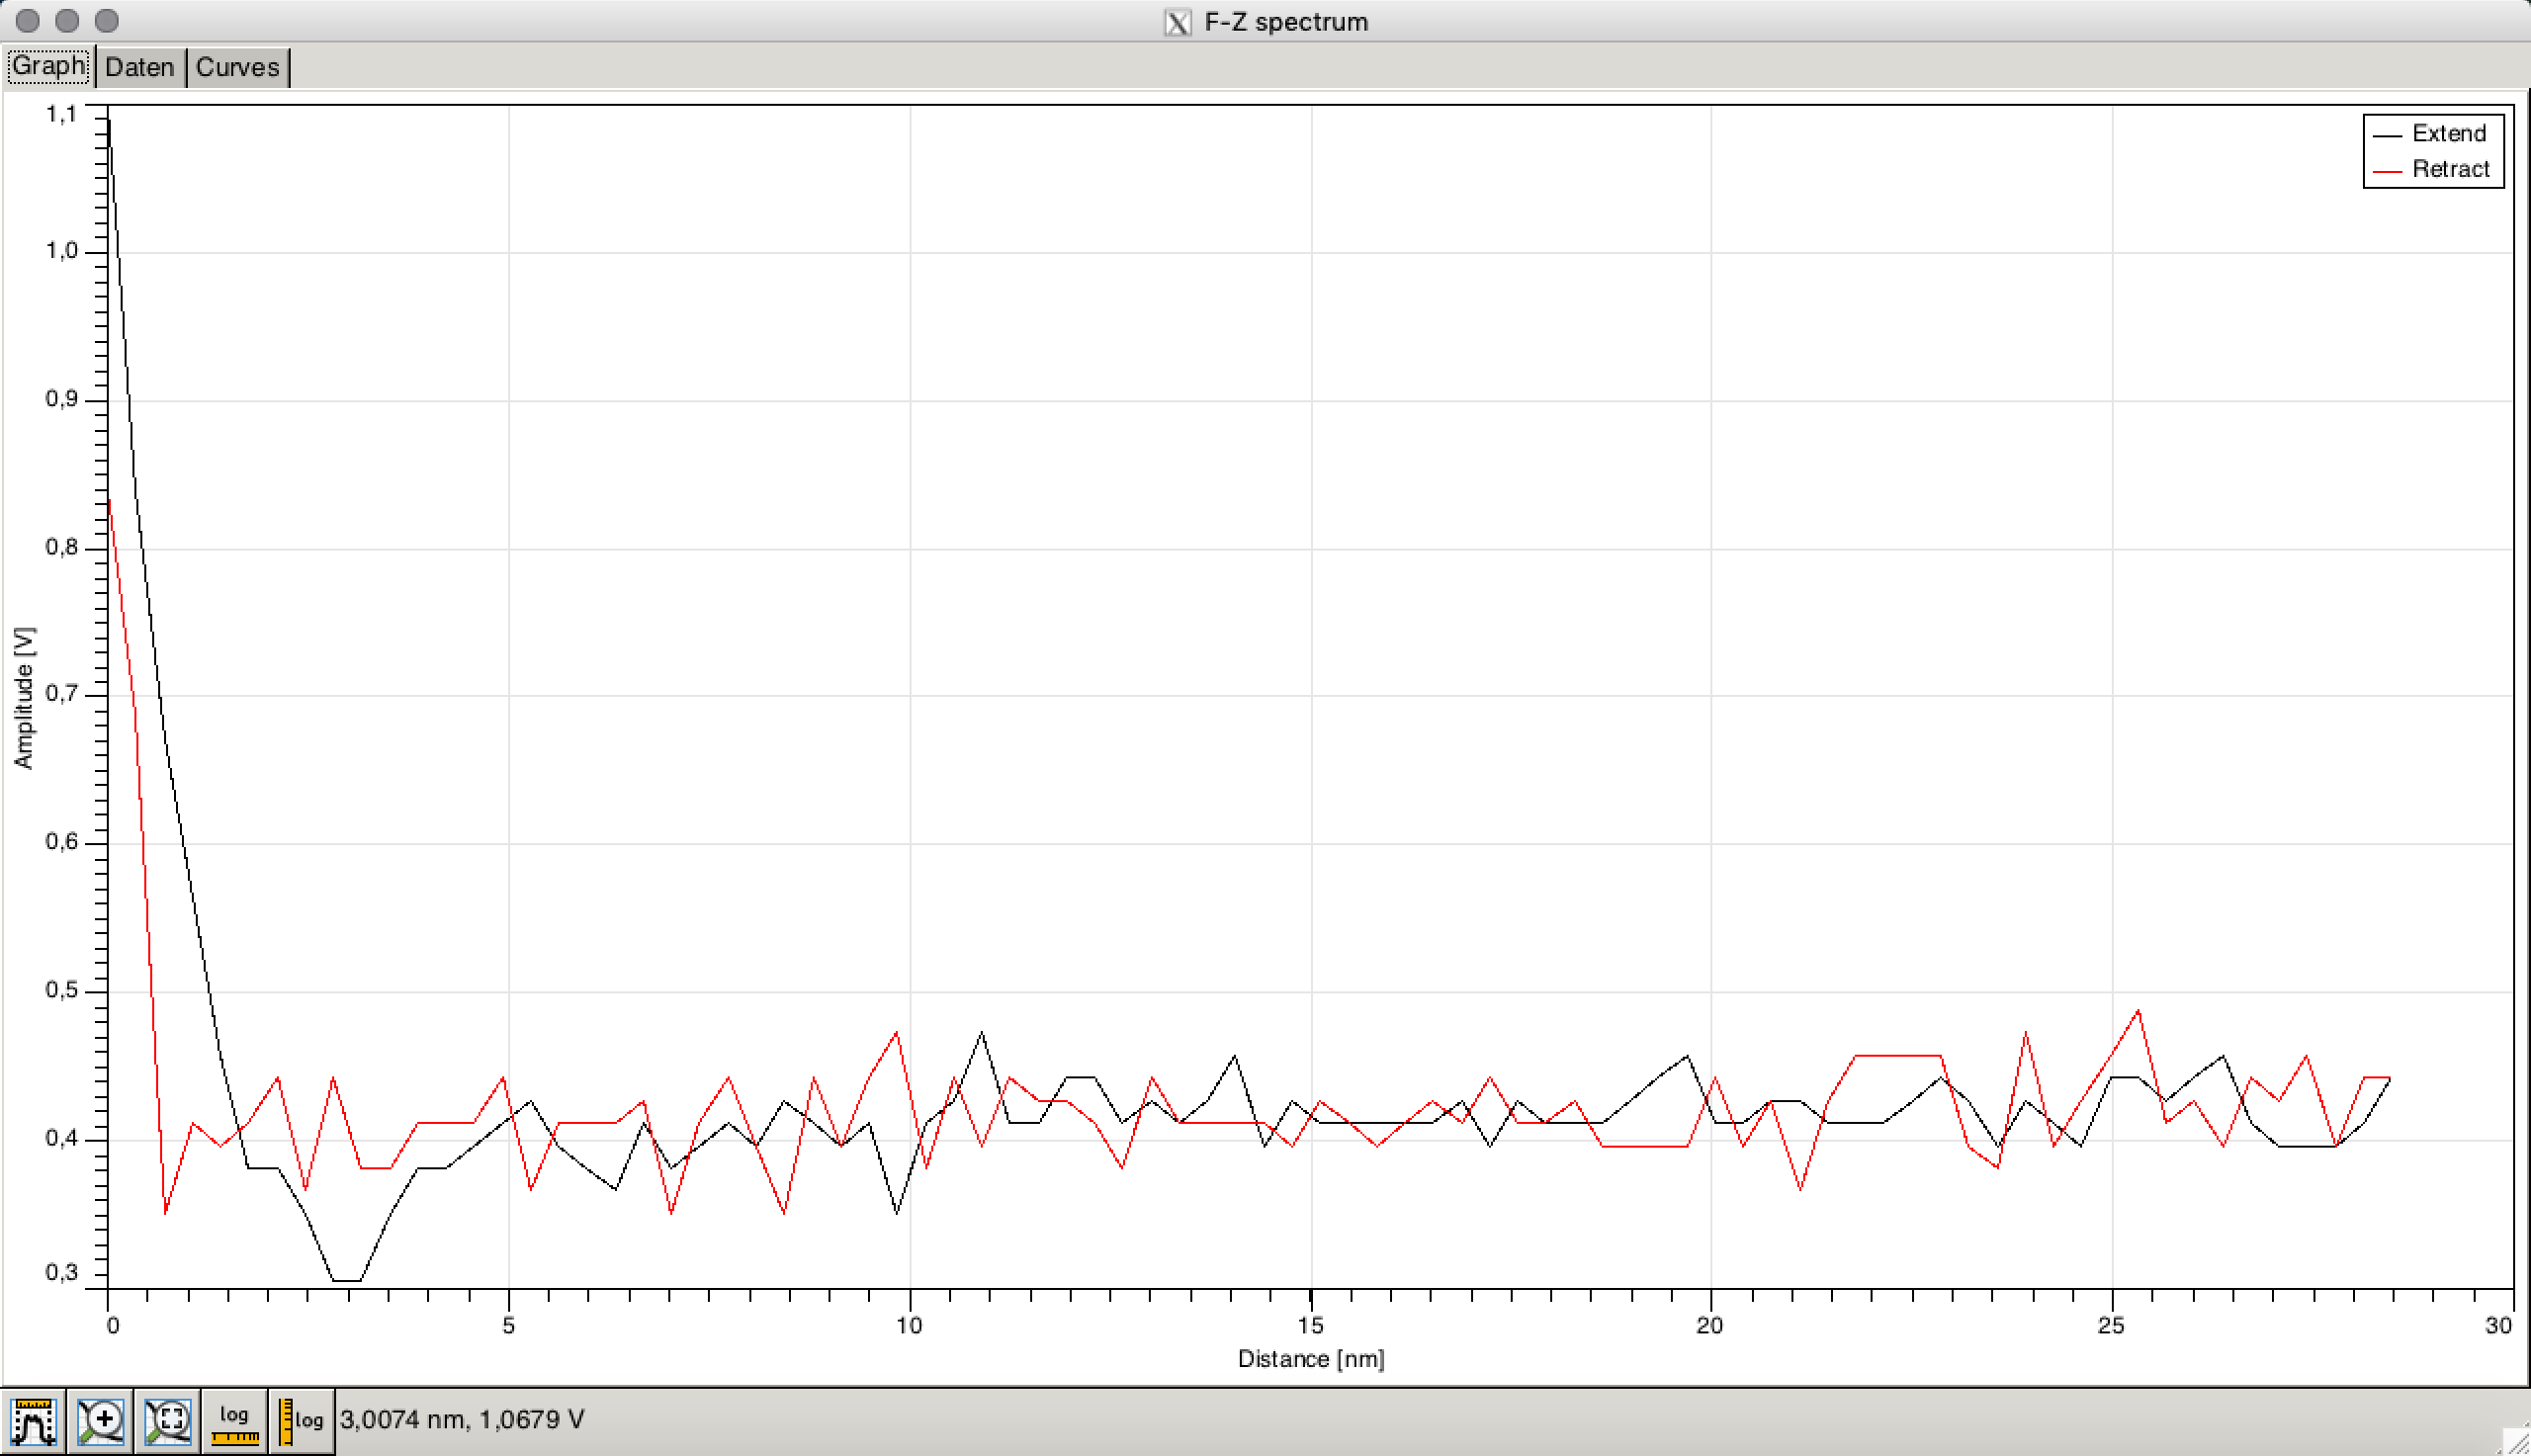 F-Z spectrum
Graph Daten Curves
Extend
Retract
1,1
1,0
0,9
0,8
0,7
0,6
0,5
0,4
0,3
Amplitude [V]
0 5 10 15 20 25 30
Distance [nm]
log log 3,0074 nm, 1,0679 V